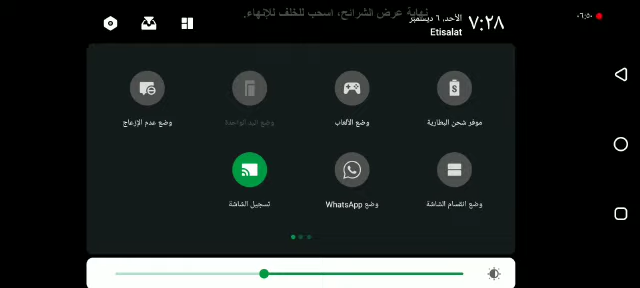 نهاية عرض الشرائح، اسحب للخلف للإنهاء.
٠٦:٥٠
٧:٢٨
الأحد، ٦ ديسمبر
Etisalat
موفر شحن البطارية
وضع الألعاب
وضع اليد الواحدة
وضع عدم الإزعاج
وضع انقسام الشاشة
وضع WhatsApp
تسجيل الشاشة